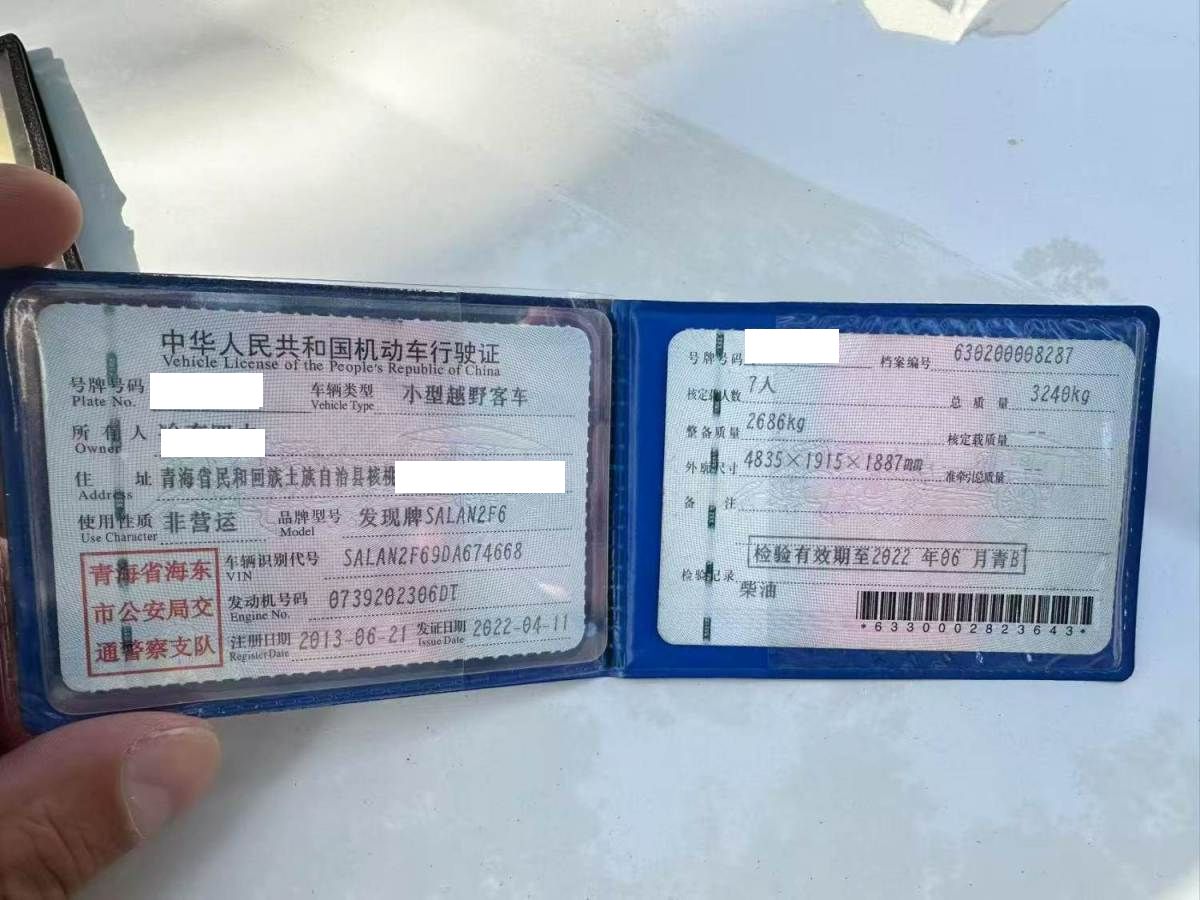 中华人民共和国机动车行驶证
Vehicle License of the People's Republic of China
号牌号码 Plate No.
车辆类型 Vehicle Type 小型越野客车
所有人 Owner
住址 Address 青海省民和回族土族自治县核桃
使用性质 Use Character 非营运
品牌型号 Model 发现牌SALAN2F6
青海省海东
市公安局交
通警察支队
车辆识别代号 VIN SALAN2F69DA674668
发动机号码 Engine No. 0739202306DT
注册日期 Register Date 2013-06-21
发证日期 Issue Date 2022-04-11
号牌号码
档案编号 630200008287
核定载人数 7人
总质量 3240kg
整备质量 2686kg
核定载质量 --
外廓尺寸 4835×1915×1887mm
准牵引总质量 --
备注
检验有效期至2022 年06 月青B
检验记录
柴油
*6330002823643*